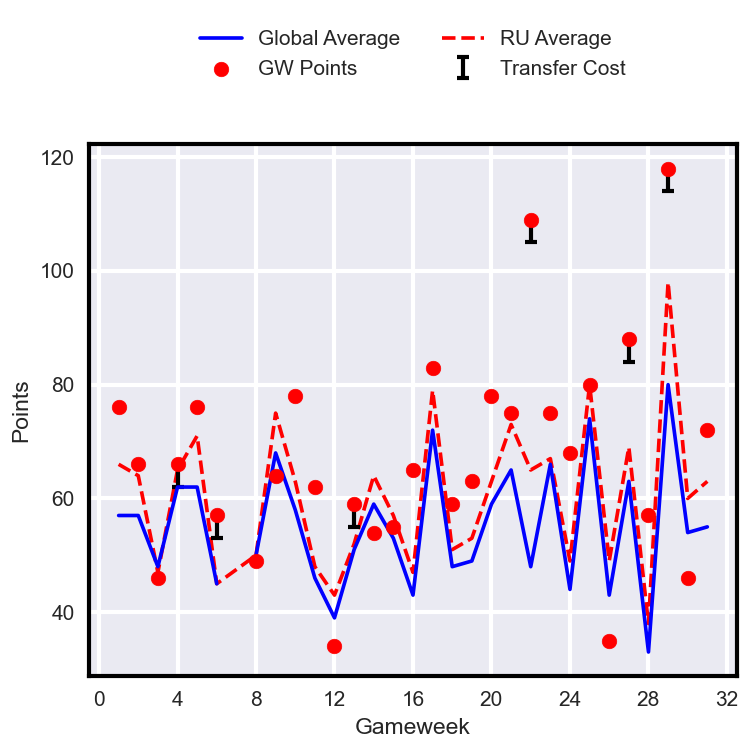 Global Average RU Average
GW Points Transfer Cost
120
100
80
60
40
Points
0 4 8 12 16 20 24 28 32
Gameweek